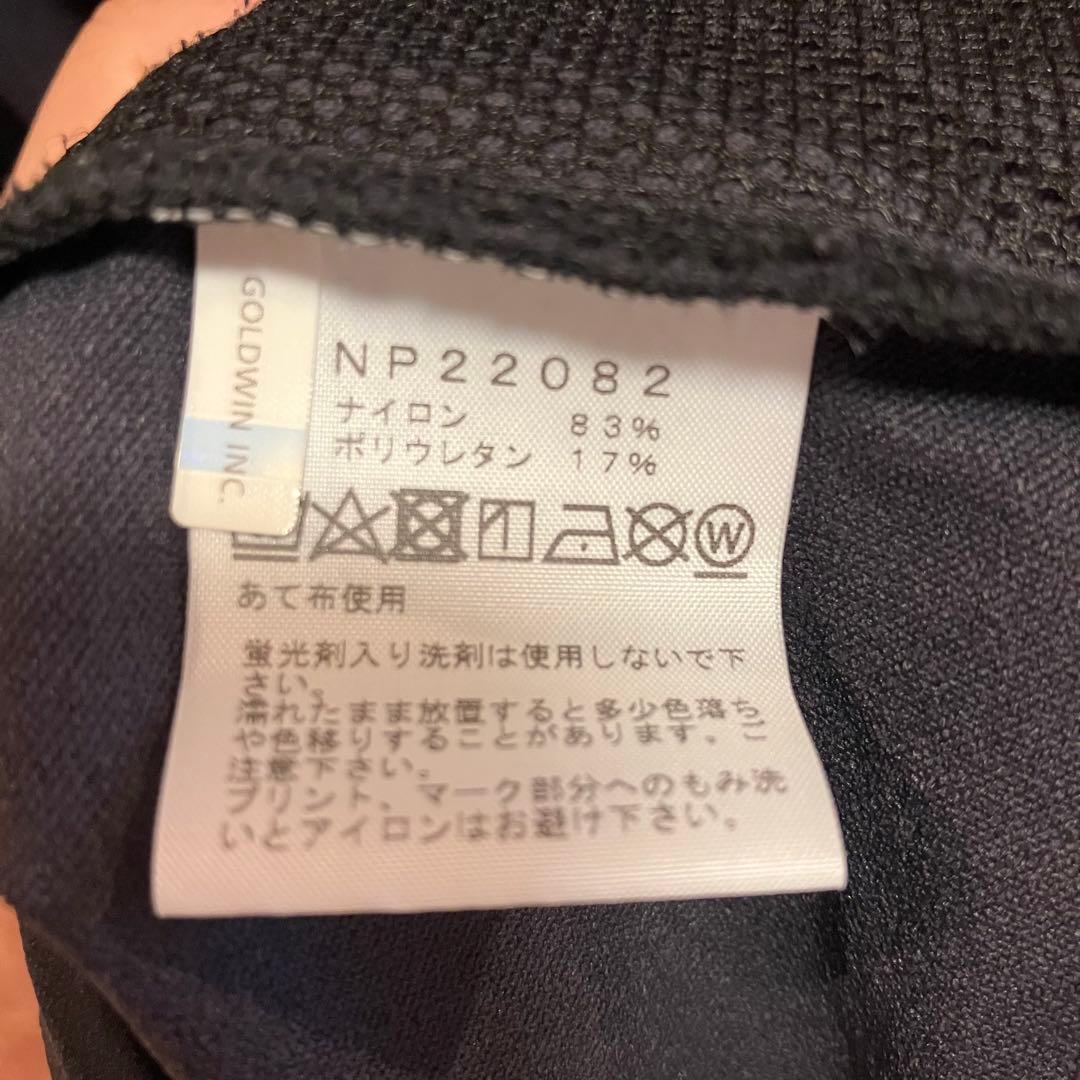 GOLDWIN INC.
NP22082
ナイロン 83%
ポリウレタン 17%
W
あて布使用
蛍光剤入り洗剤は使用しないで下
さい。
濡れたまま放置すると多少色落ち
や色移りすることがあります。ご
注意下さい。
プリント、マーク部分へのもみ洗
いとアイロンはお避け下さい。